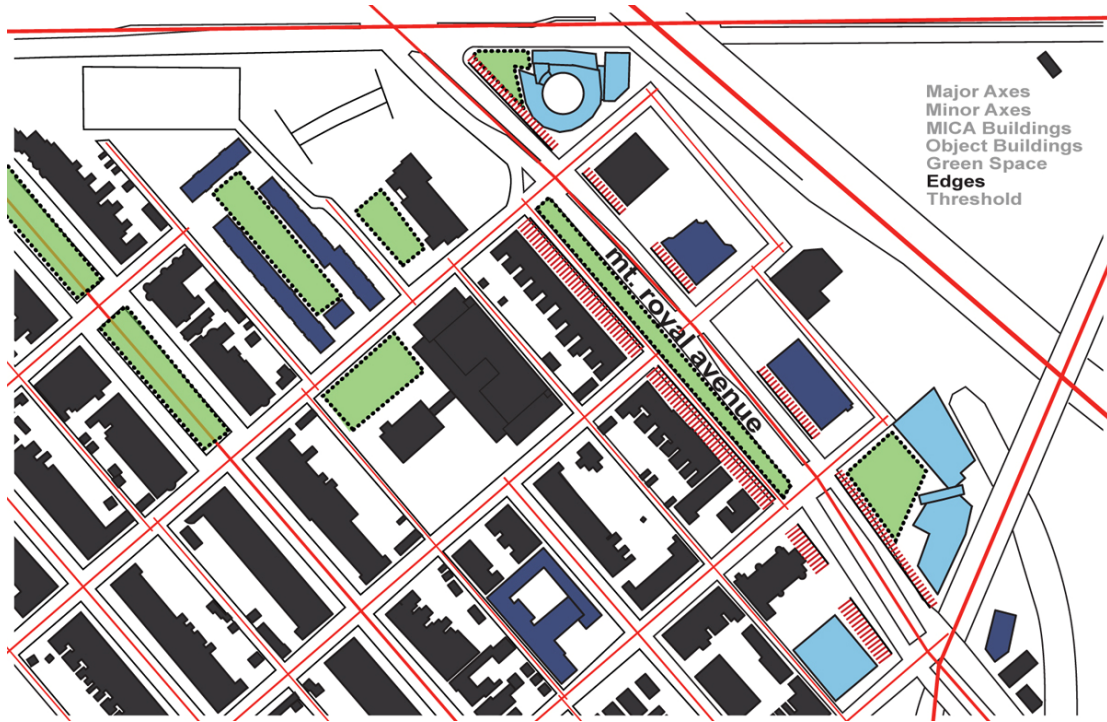 Major Axes
Minor Axes
MICA Buildings
Object Buildings
Green Space
Edges
Threshold
mt. royal avenue